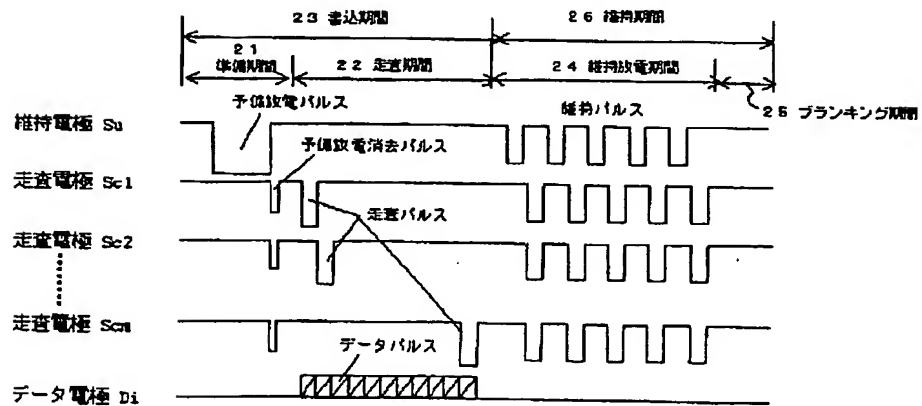 23 書込期間
26 維持期間
21
準備期間
22 走査期間
24 維持放電期間
25 ブランキング期間
予備放電パルス
維持パルス
維持電極 Su
予備放電消去パルス
走査電極 Sc1
走査パルス
走査電極 Sc2
走査電極 Scm
データパルス
データ電極 Di